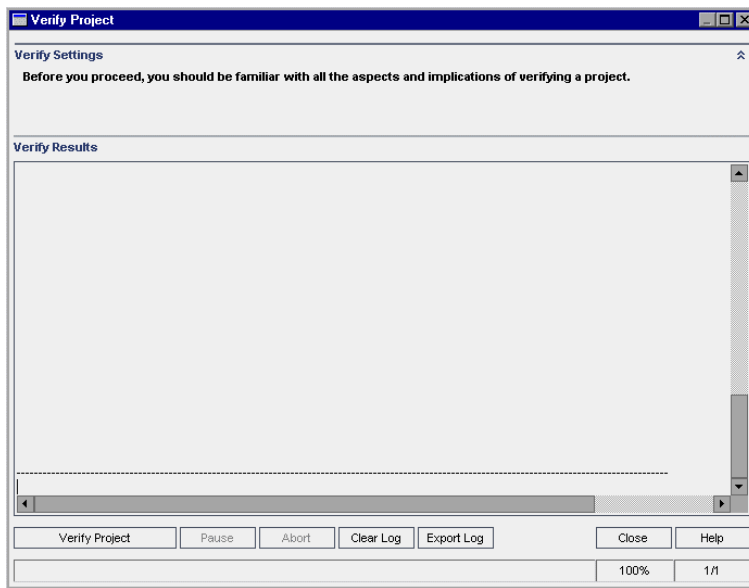 Verify Project
Verify Settings
Before you proceed, you should be familiar with all the aspects and implications of verifying a project.
Verify Results
Verify Project Pause Abort Clear Log Export Log Close Help
100% 1/1